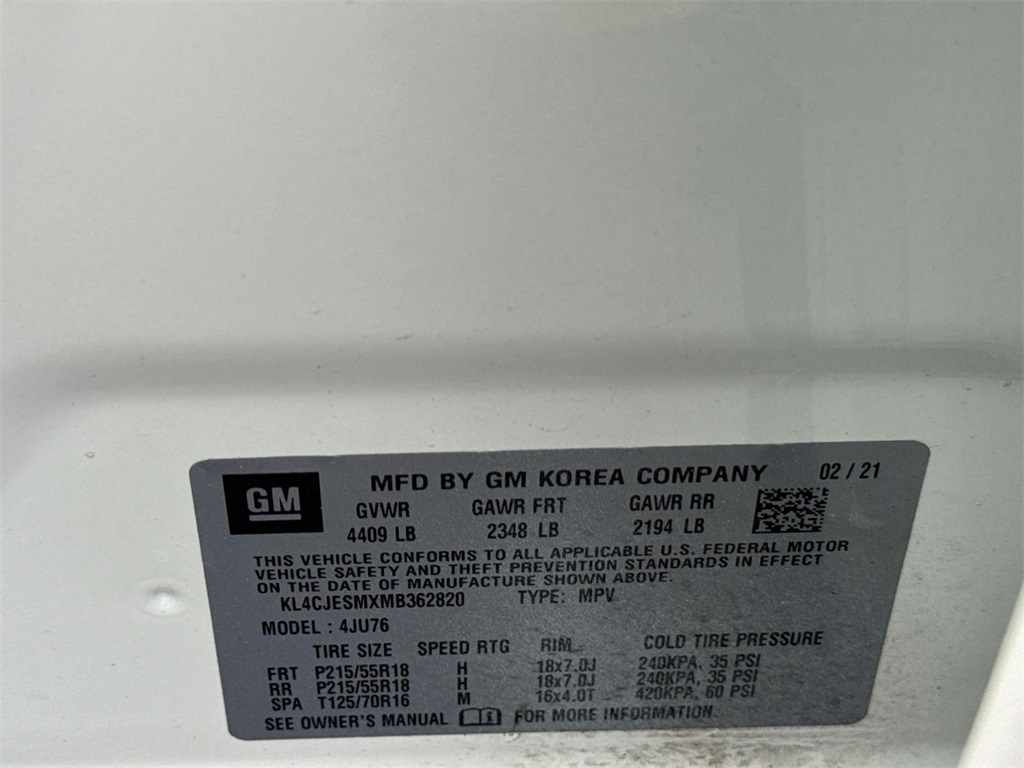 GM
MFD BY GM KOREA COMPANY 02 / 21
GVWR GAWR FRT GAWR RR
4409 LB 2348 LB 2194 LB
THIS VEHICLE CONFORMS TO ALL APPLICABLE U.S. FEDERAL MOTOR
VEHICLE SAFETY AND THEFT PREVENTION STANDARDS IN EFFECT
ON THE DATE OF MANUFACTURE SHOWN ABOVE.
KL4CJESMXMB362820 TYPE: MPV
MODEL : 4JU76
TIRE SIZE SPEED RTG RIM COLD TIRE PRESSURE
FRT P215/55R18 H 18x7.0J 240KPA, 35 PSI
RR P215/55R18 H 18x7.0J 240KPA, 35 PSI
SPA T125/70R16 M 16x4.0T 420KPA, 60 PSI
SEE OWNER'S MANUAL FOR MORE INFORMATION.